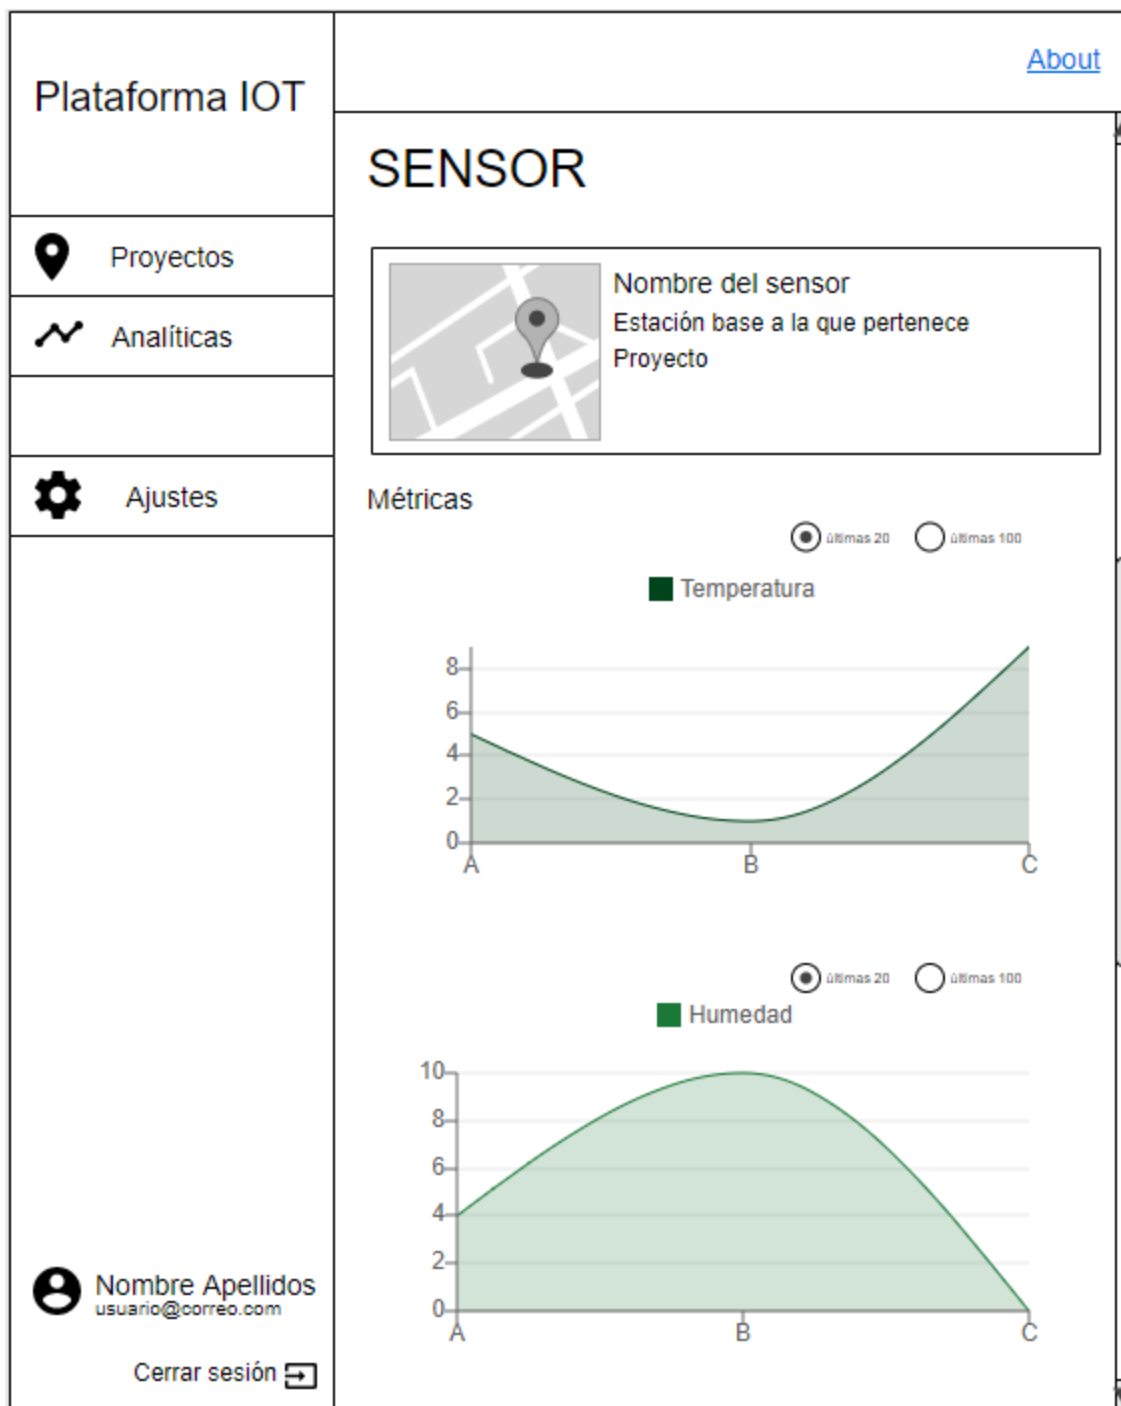 Plataforma IOT
About
Proyectos
Analíticas
Ajustes
SENSOR
Nombre del sensor
Estación base a la que pertenece
Proyecto
Métricas
últimas 20
últimas 100
Temperatura
8
6
4
2
0
A
B
C
últimas 20
últimas 100
Humedad
10
8
6
4
2
0
A
B
C
Nombre Apellidos
usuario@correo.com
Cerrar sesión